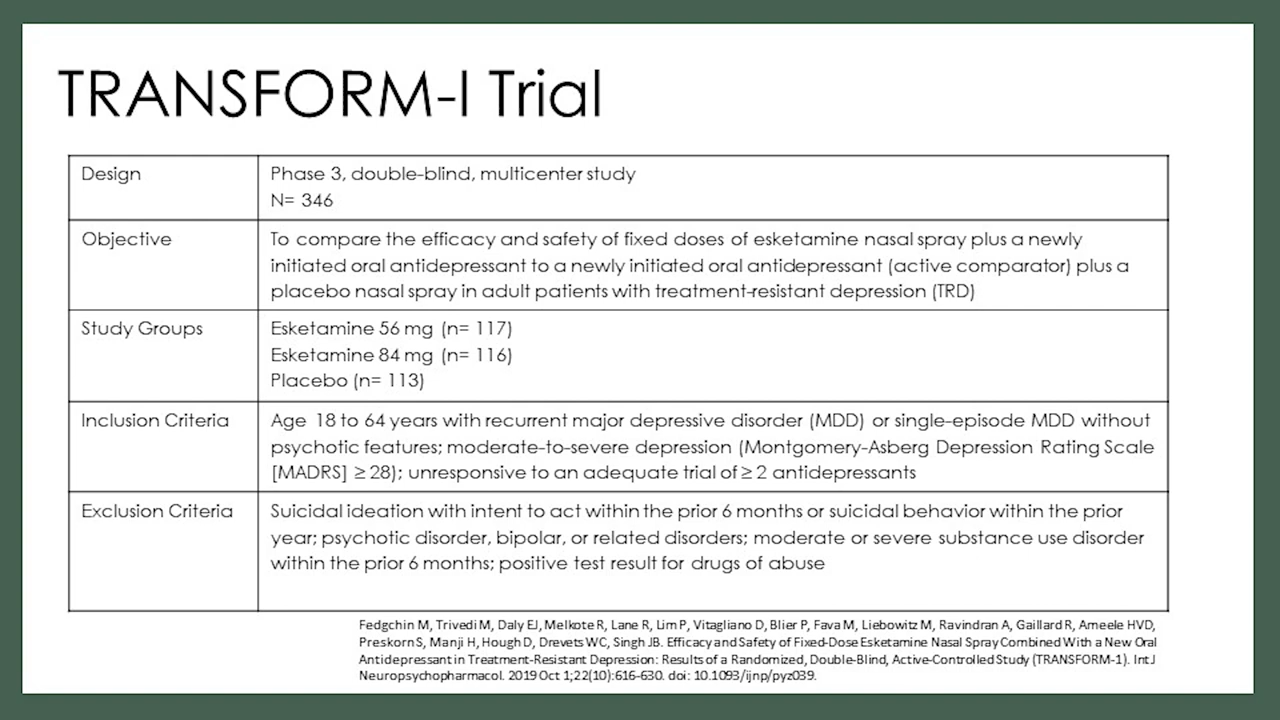 TRANSFORM-I Trial
Design
Phase 3, double-blind, multicenter study
N= 346
Objective
To compare the efficacy and safety of fixed doses of esketamine nasal spray plus a newly
initiated oral antidepressant to a newly initiated oral antidepressant (active comparator) plus a
placebo nasal spray in adult patients with treatment-resistant depression (TRD)
Study Groups
Esketamine 56 mg (n= 117)
Esketamine 84 mg (n= 116)
Placebo (n= 113)
Inclusion Criteria
Age 18 to 64 years with recurrent major depressive disorder (MDD) or single-episode MDD without
psychotic features; moderate-to-severe depression (Montgomery-Asberg Depression Rating Scale
[MADRS] ≥ 28); unresponsive to an adequate trial of ≥ 2 antidepressants
Exclusion Criteria
Suicidal ideation with intent to act within the prior 6 months or suicidal behavior within the prior
year; psychotic disorder, bipolar, or related disorders; moderate or severe substance use disorder
within the prior 6 months; positive test result for drugs of abuse
Fedgchin M, Trivedi M, Daly EJ, Melkote R, Lane R, Lim P, Vitagliano D, Blier P, Fava M, Liebowitz M, Ravindran A, Gaillard R, Ameele HVD,
Preskorn S, Manji H, Hough D, Drevets WC, Singh JB. Efficacy and Safety of Fixed-Dose Esketamine Nasal Spray Combined With a New Oral
Antidepressant in Treatment-Resistant Depression: Results of a Randomized, Double-Blind, Active-Controlled Study (TRANSFORM-1). Int J
Neuropsychopharmacol. 2019 Oct 1;22(10):616-630. doi: 10.1093/ijnp/pyz039.